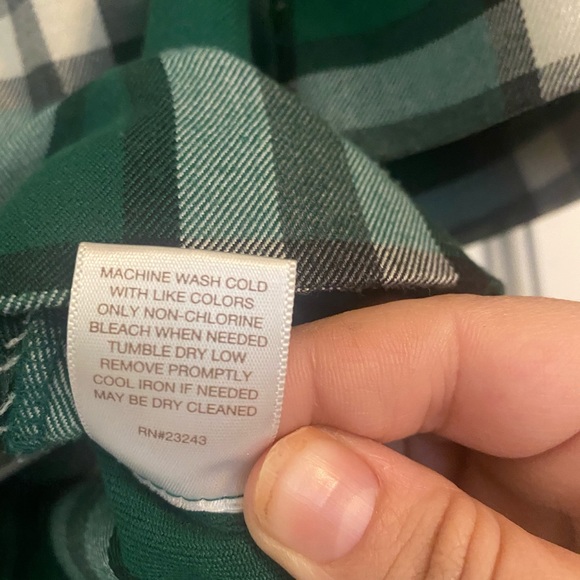 MACHINE WASH COLD
WITH LIKE COLORS
ONLY NON-CHLORINE
BLEACH WHEN NEEDED
TUMBLE DRY LOW
REMOVE PROMPTLY
COOL IRON IF NEEDED
MAY BE DRY CLEANED
RN#23243